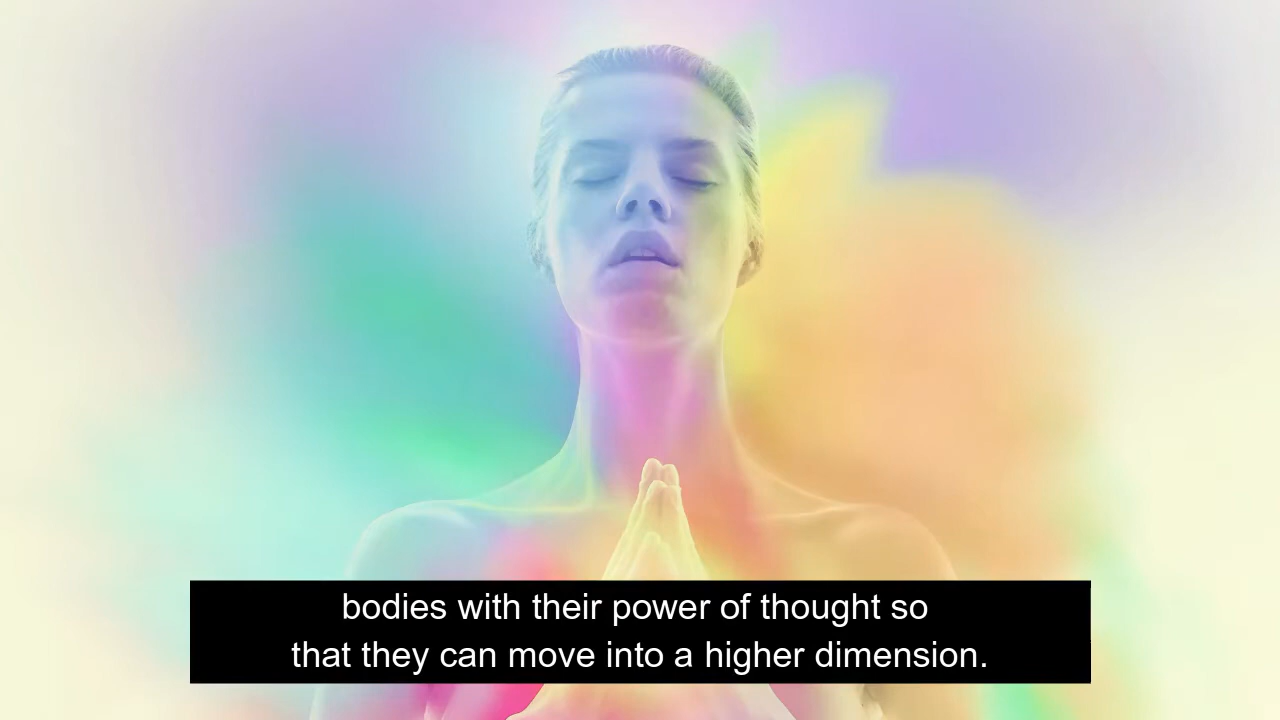 bodies with their power of thought so
that they can move into a higher dimension.